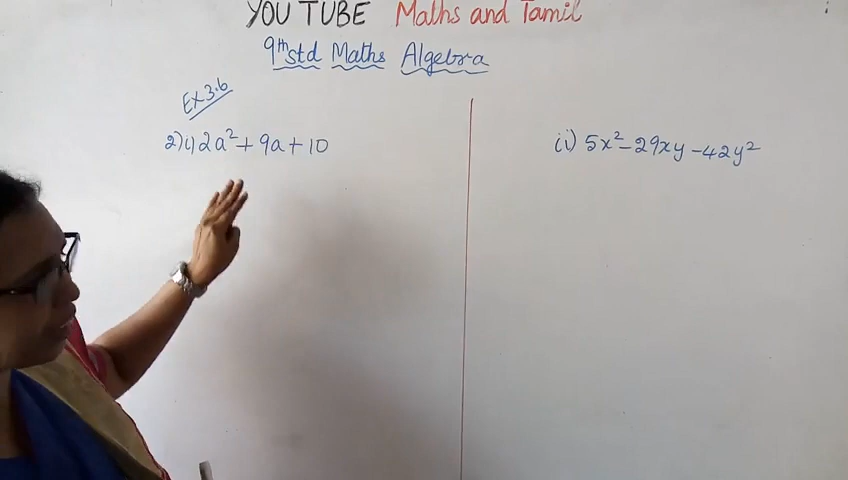 YOU TUBE Maths and Tamil
9th std Maths Algebra
Ex 3.6
2) i) 2a² + 9a + 10
ii) 5x² - 29xy - 42y²